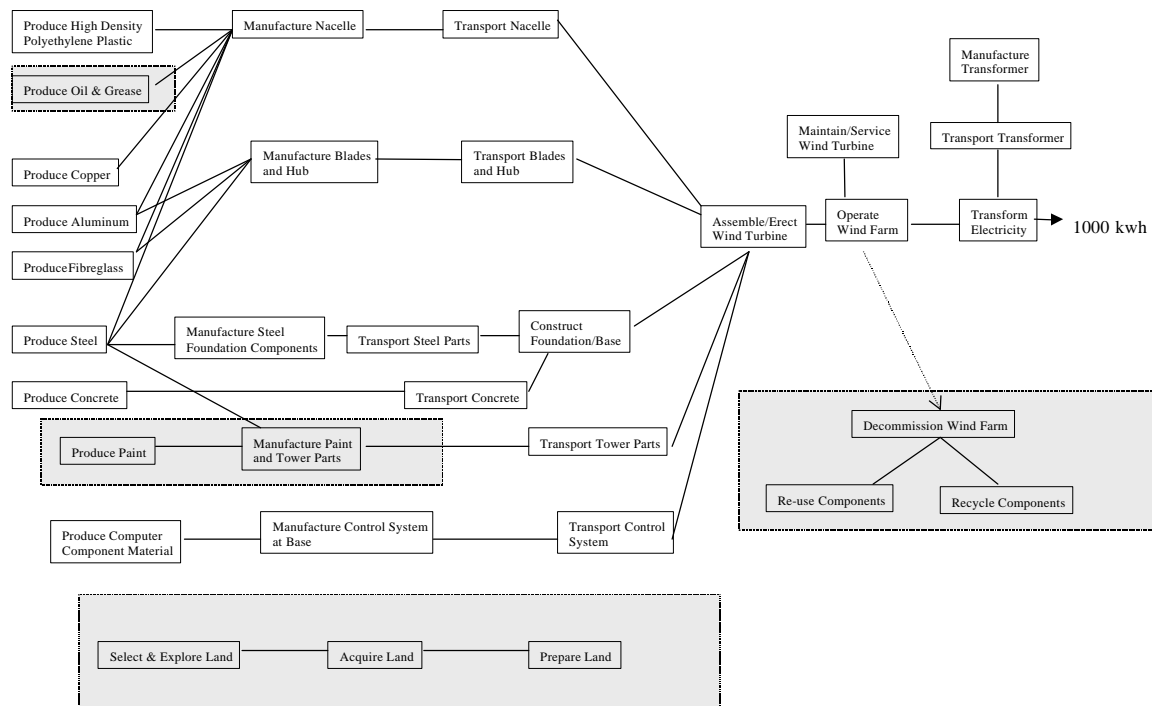 Produce High Density
Polyethylene Plastic
Manufacture Nacelle
Transport Nacelle
Manufacture
Transformer
Produce Oil & Grease
Maintain/Service
Wind Turbine
Transport Transformer
Manufacture Blades
and Hub
Transport Blades
and Hub
Produce Copper
Produce Aluminum
Assemble/Erect
Wind Turbine
Operate
Wind Farm
Transform
Electricity
1000 kwh
ProduceFibreglass
Produce Steel
Manufacture Steel
Foundation Components
Transport Steel Parts
Construct
Foundation/Base
Produce Concrete
Transport Concrete
Decommission Wind Farm
Produce Paint
Manufacture Paint
and Tower Parts
Transport Tower Parts
Re-use Components
Recycle Components
Produce Computer
Component Material
Manufacture Control System
at Base
Transport Control
System
Select & Explore Land
Acquire Land
Prepare Land